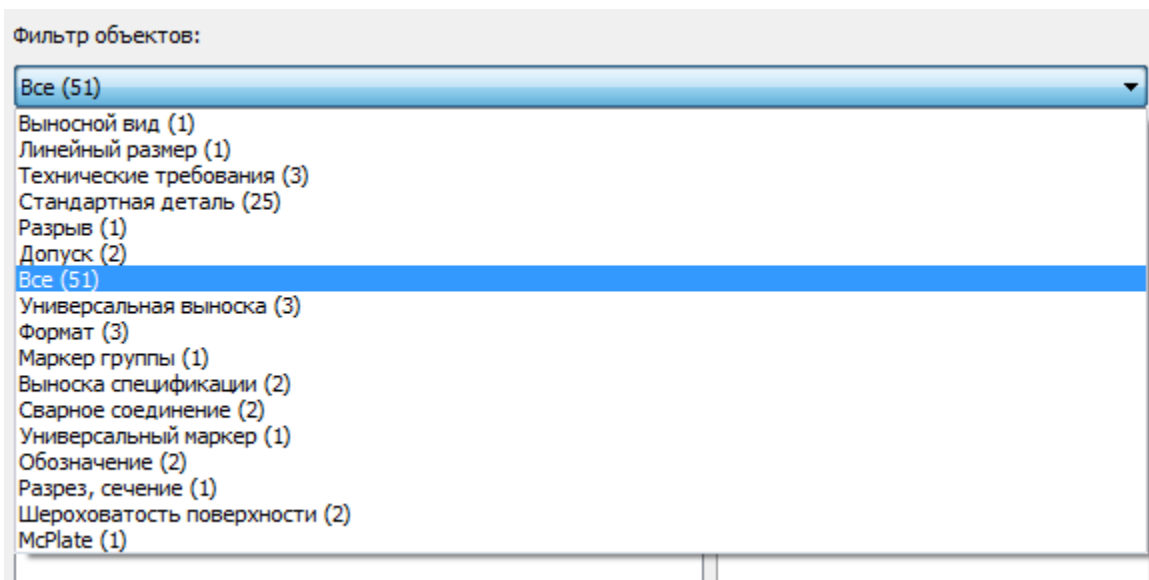 Фильтр объектов:
Все (51)
Выносной вид (1)
Линейный размер (1)
Технические требования (3)
Стандартная деталь (25)
Разрыв (1)
Допуск (2)
Все (51)
Универсальная выноска (3)
Формат (3)
Маркер группы (1)
Выноска спецификации (2)
Сварное соединение (2)
Универсальный маркер (1)
Обозначение (2)
Разрез, сечение (1)
Шероховатость поверхности (2)
McPlate (1)